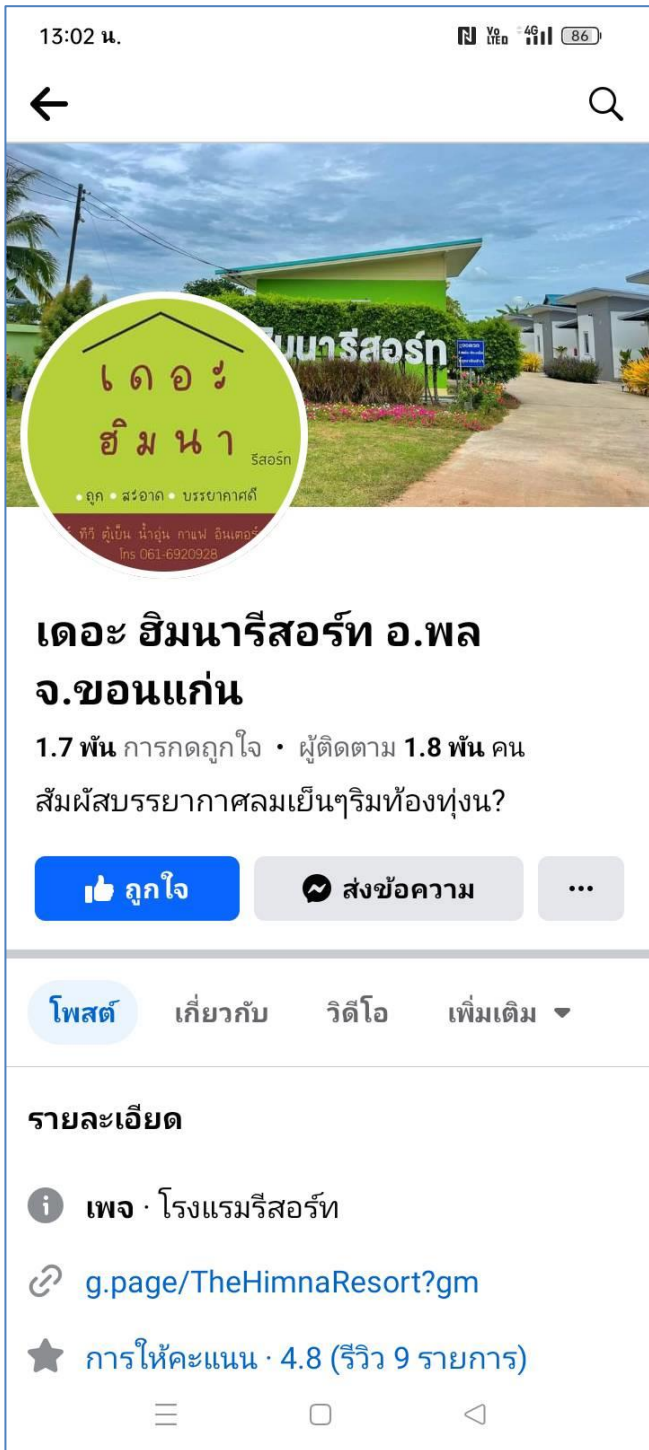 13:02 น.
VoLTE 4G 86
มนารีสอร์ท
เดอะ
ฮิมนา
รีสอร์ท
• ถูก • สะอาด • บรรยากาศดี
ทีวี ตู้เย็น น้ำอุ่น กาแฟ
โทร 061-6920928
เดอะ ฮิมนารีสอร์ท อ.พล
จ.ขอนแก่น
1.7 พัน การกดถูกใจ • ผู้ติดตาม 1.8 พัน คน
สัมผัสบรรยากาศลมเย็นๆริมท้องทุ่งน?
ถูกใจ ส่งข้อความ ...
โพสต์ เกี่ยวกับ วิดีโอ เพิ่มเติม
รายละเอียด
เพจ · โรงแรมรีสอร์ท
g.page/TheHimnaResort?gm
การให้คะแนน · 4.8 (รีวิว 9 รายการ)